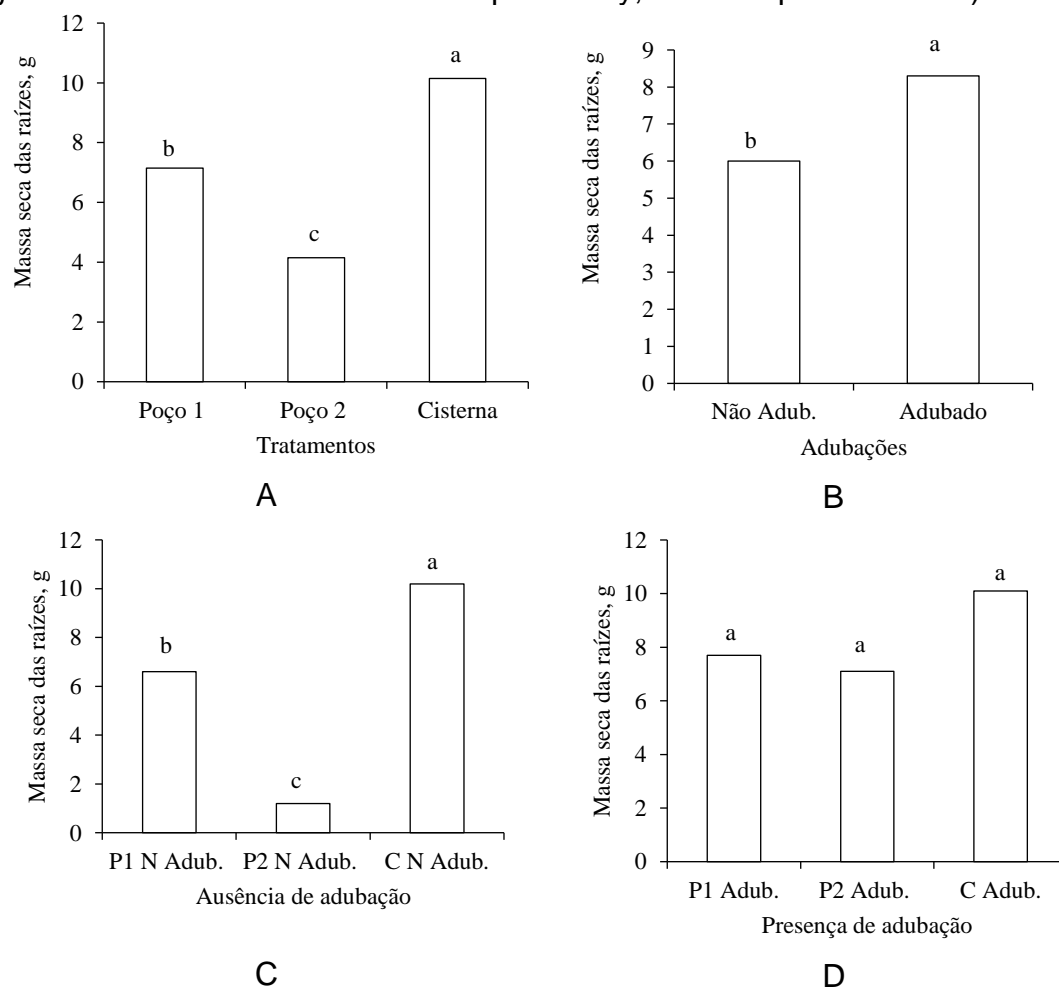 12
10
8
6
4
2
0
Massa seca das raízes, g
b
c
a
Poço 1 Poço 2 Cisterna
Tratamentos
A
9
8
7
6
5
4
3
2
1
0
Massa seca das raízes, g
b
a
Não Adub. Adubado
Adubações
B
12
10
8
6
4
2
0
Massa seca das raízes, g
b
c
a
P1 N Adub. P2 N Adub. C N Adub.
Ausência de adubação
C
12
10
8
6
4
2
0
Massa seca das raízes, g
a
a
a
P1 Adub. P2 Adub. C Adub.
Presença de adubação
D